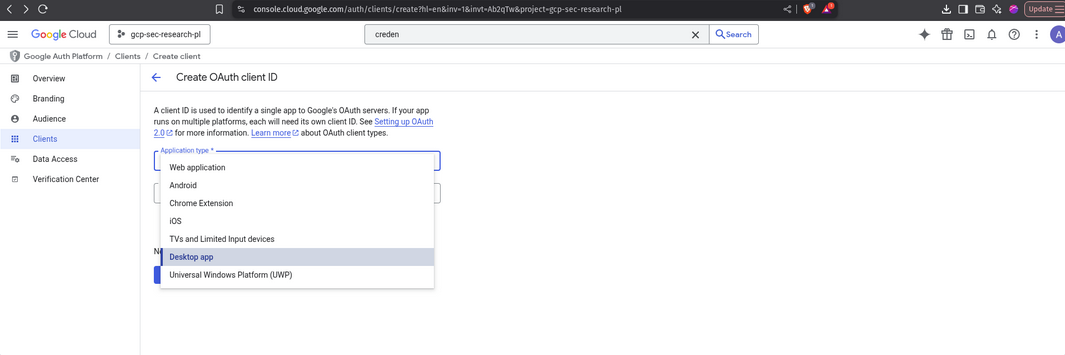 console.cloud.google.com/auth/clients/create?hl=en&inv=1&invt=Ab2qTw&project=gcp-sec-research-pl
Update
Google Cloud
gcp-sec-research-pl
creden
Search
A
Google Auth Platform / Clients / Create client
Overview
Branding
Audience
Clients
Data Access
Verification Center
Create OAuth client ID
A client ID is used to identify a single app to Google's OAuth servers. If your app
runs on multiple platforms, each will need its own client ID. See Setting up OAuth
2.0 for more information. Learn more about OAuth client types.
Application type *
Web application
Android
Chrome Extension
iOS
TVs and Limited Input devices
Desktop app
Universal Windows Platform (UWP)